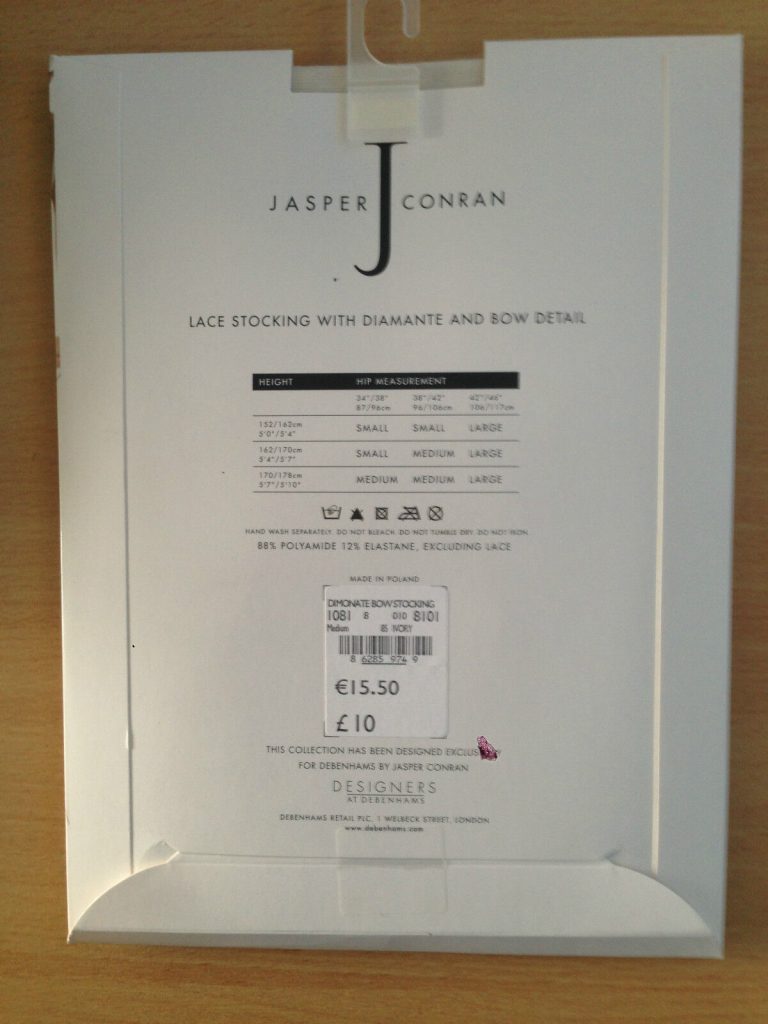 J
JASPER CONRAN
LACE STOCKING WITH DIAMANTE AND BOW DETAIL
HEIGHT HIP MEASUREMENT
34"/38" 38"/42" 42"/46"
87/96cm 96/106cm 106/117cm
152/162cm
5'0"/5'4" SMALL SMALL LARGE
162/170cm
5'4"/5'7" SMALL MEDIUM LARGE
170/178cm
5'7"/5'10" MEDIUM MEDIUM LARGE
HAND WASH SEPARATELY. DO NOT BLEACH. DO NOT TUMBLE DRY. DO NOT IRON.
88% POLYAMIDE 12% ELASTANE, EXCLUDING LACE
MADE IN POLAND
DIMONATE BOW STOCKING
1081 8 010 8101
Medium 85 IVORY
8 6285 974 9
€15.50
£10
THIS COLLECTION HAS BEEN DESIGNED EXCLUS
FOR DEBENHAMS BY JASPER CONRAN
DESIGNERS
AT DEBENHAMS
DEBENHAMS RETAIL PLC, 1 WELBECK STREET, LONDON
www.debenhams.com